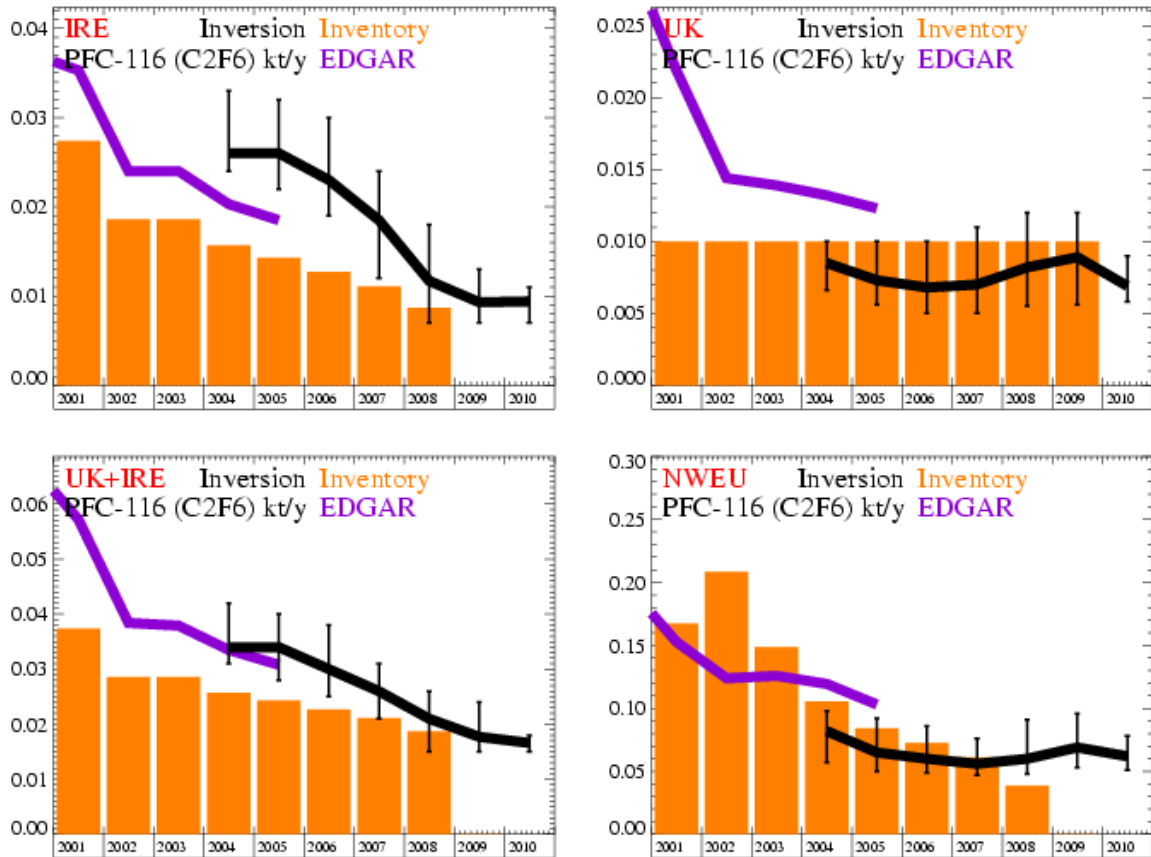 IRE Inversion Inventory
PFC-116 (C2F6) kt/y EDGAR
0.04
0.03
0.02
0.01
0.00
2001 2002 2003 2004 2005 2006 2007 2008 2009 2010
UK Inversion Inventory
PFC-116 (C2F6) kt/y EDGAR
0.025
0.020
0.015
0.010
0.005
0.000
2001 2002 2003 2004 2005 2006 2007 2008 2009 2010
UK+IRE Inversion Inventory
PFC-116 (C2F6) kt/y EDGAR
0.06
0.05
0.04
0.03
0.02
0.01
0.00
2001 2002 2003 2004 2005 2006 2007 2008 2009 2010
NWEU Inversion Inventory
PFC-116 (C2F6) kt/y EDGAR
0.30
0.25
0.20
0.15
0.10
0.05
0.00
2001 2002 2003 2004 2005 2006 2007 2008 2009 2010